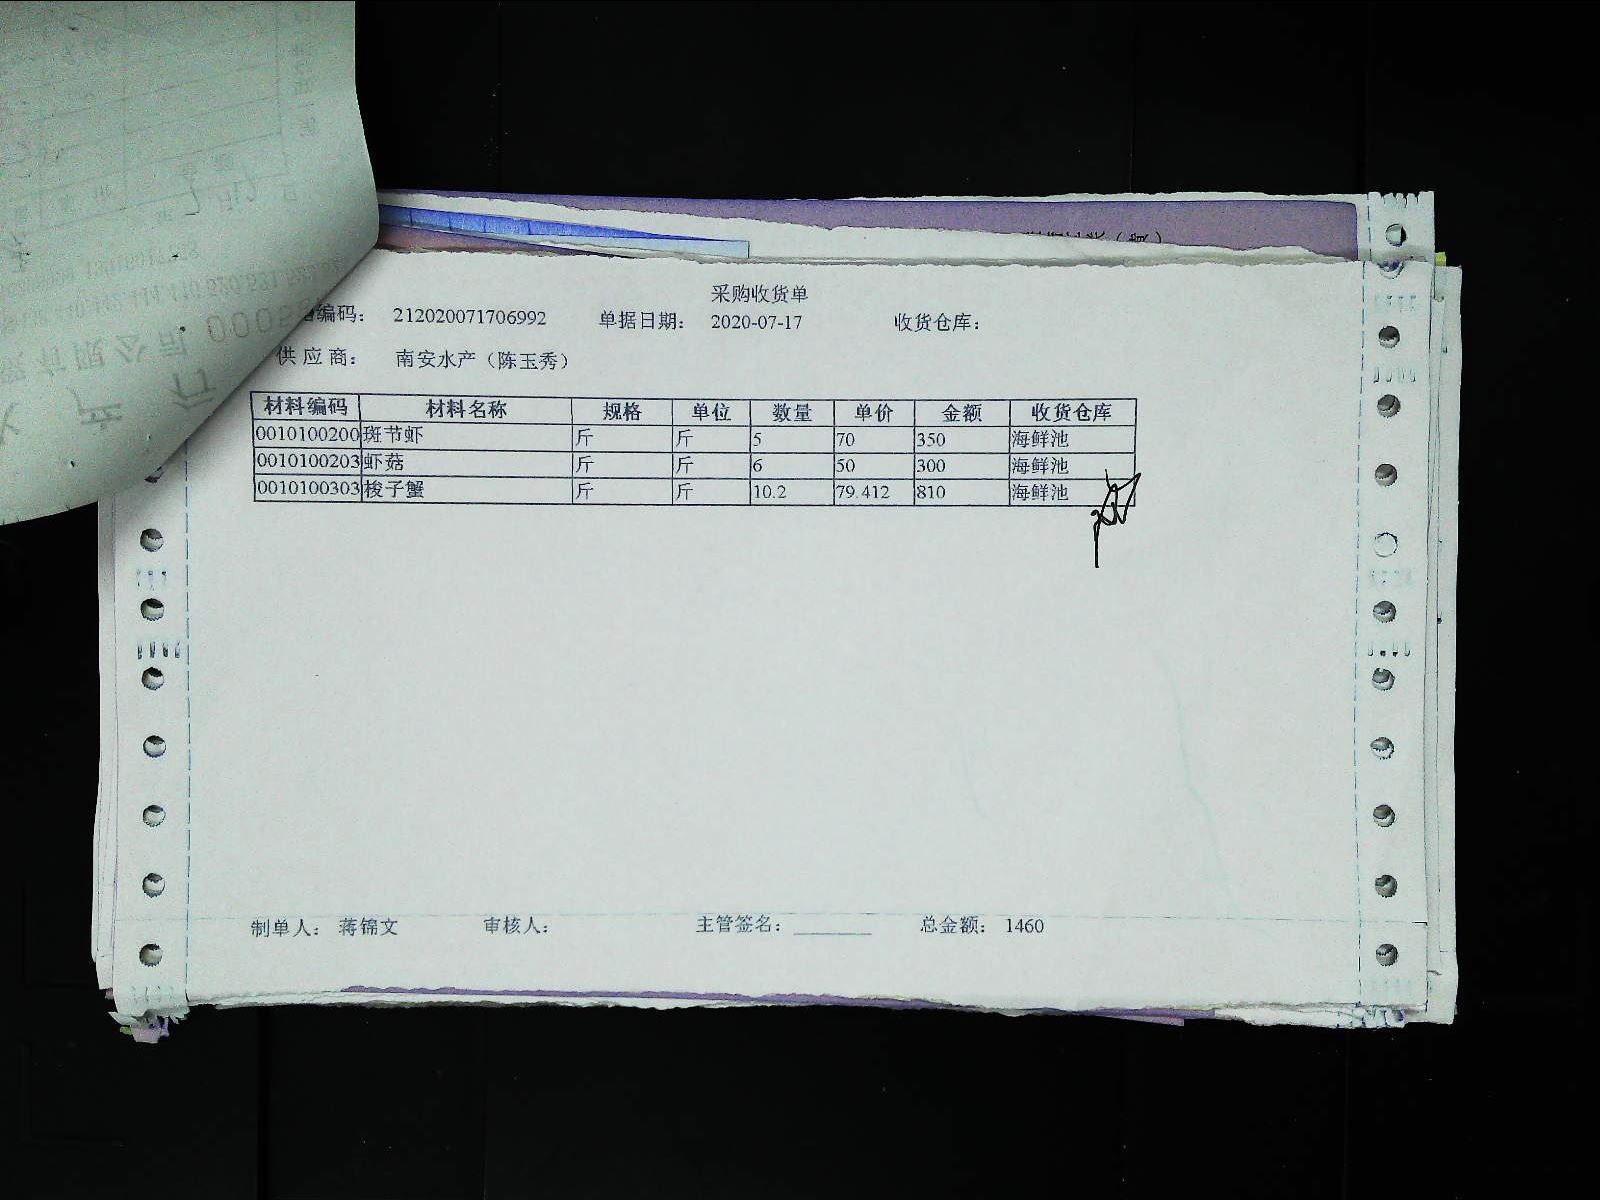 采购收货单
编码： 212020071706992 单据日期： 2020-07-17 收货仓库：
供 应 商： 南安水产（陈玉秀）
材料编码 材料名称 规格 单位 数量 单价 金额 收货仓库
0010100200 斑节虾 斤 斤 5 70 350 海鲜池
0010100203 虾菇 斤 斤 6 50 300 海鲜池
0010100303 梭子蟹 斤 斤 10.2 79.412 810 海鲜池
制单人： 蒋锦文 审核人： 主管签名： 总金额： 1460